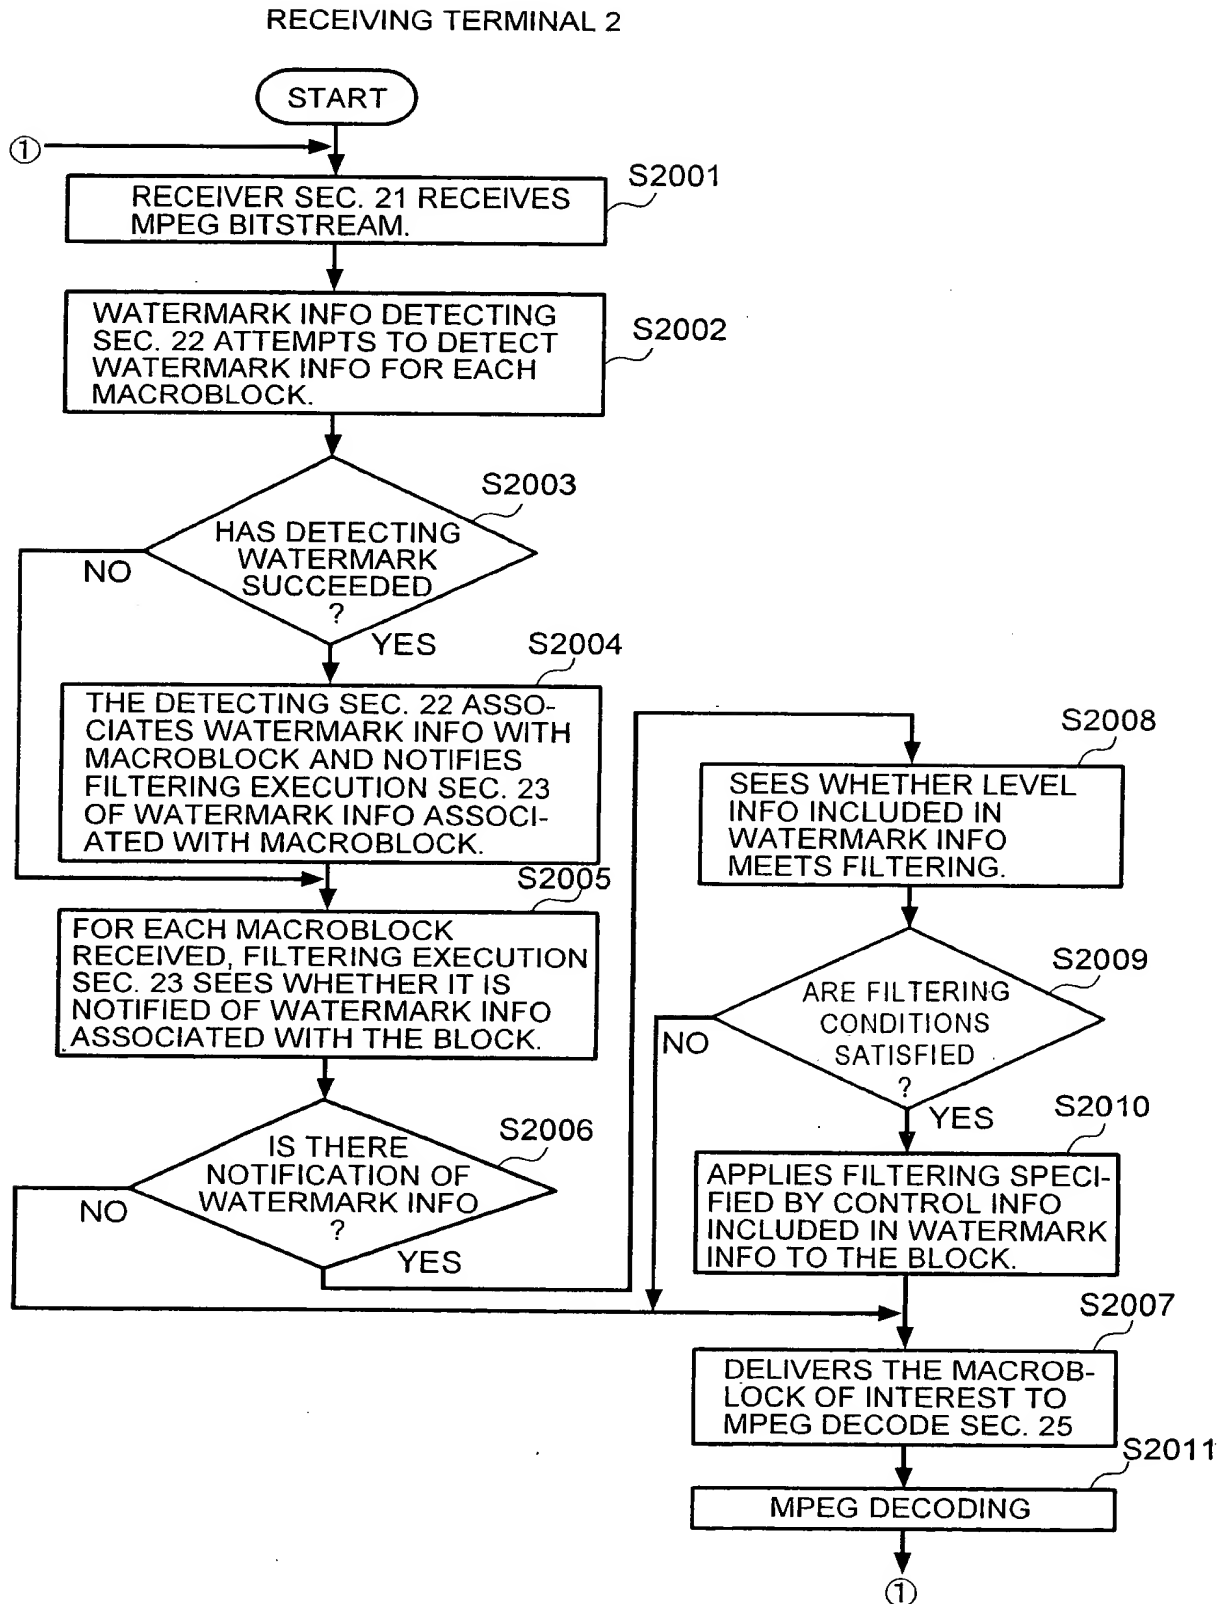 RECEIVING TERMINAL 2
START
①
S2001
RECEIVER SEC. 21 RECEIVES
MPEG BITSTREAM.
S2002
WATERMARK INFO DETECTING
SEC. 22 ATTEMPTS TO DETECT
WATERMARK INFO FOR EACH
MACROBLOCK.
S2003
HAS DETECTING
WATERMARK
SUCCEEDED
?
NO
YES
S2004
THE DETECTING SEC. 22 ASSO-
CIATES WATERMARK INFO WITH
MACROBLOCK AND NOTIFIES
FILTERING EXECUTION SEC. 23
OF WATERMARK INFO ASSOCI-
ATED WITH MACROBLOCK.
S2005
FOR EACH MACROBLOCK
RECEIVED, FILTERING EXECUTION
SEC. 23 SEES WHETHER IT IS
NOTIFIED OF WATERMARK INFO
ASSOCIATED WITH THE BLOCK.
S2006
IS THERE
NOTIFICATION OF
WATERMARK INFO
?
NO
YES
S2008
SEES WHETHER LEVEL
INFO INCLUDED IN
WATERMARK INFO
MEETS FILTERING.
S2009
ARE FILTERING
CONDITIONS
SATISFIED
?
NO
YES
S2010
APPLIES FILTERING SPECI-
FIED BY CONTROL INFO
INCLUDED IN WATERMARK
INFO TO THE BLOCK.
S2007
DELIVERS THE MACROB-
LOCK OF INTEREST TO
MPEG DECODE SEC. 25
S2011
MPEG DECODING
①